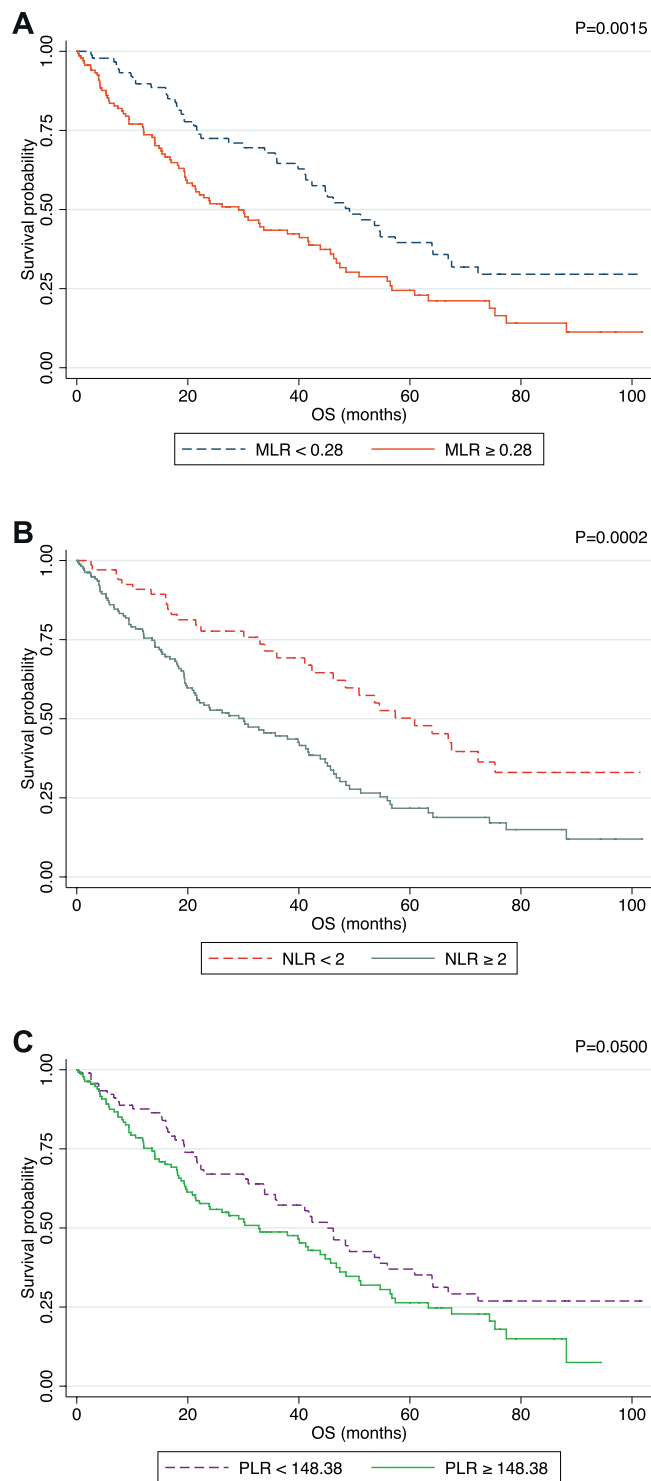 A
P=0.0015
1.00
0.75
0.50
0.25
0.00
Survival probability
0 20 40 60 80 100
OS (months)
MLR < 0.28 MLR ≥ 0.28
B
P=0.0002
1.00
0.75
0.50
0.25
0.00
Survival probability
0 20 40 60 80 100
OS (months)
NLR < 2 NLR ≥ 2
C
P=0.0500
1.00
0.75
0.50
0.25
0.00
Survival probability
0 20 40 60 80 100
OS (months)
PLR < 148.38 PLR ≥ 148.38